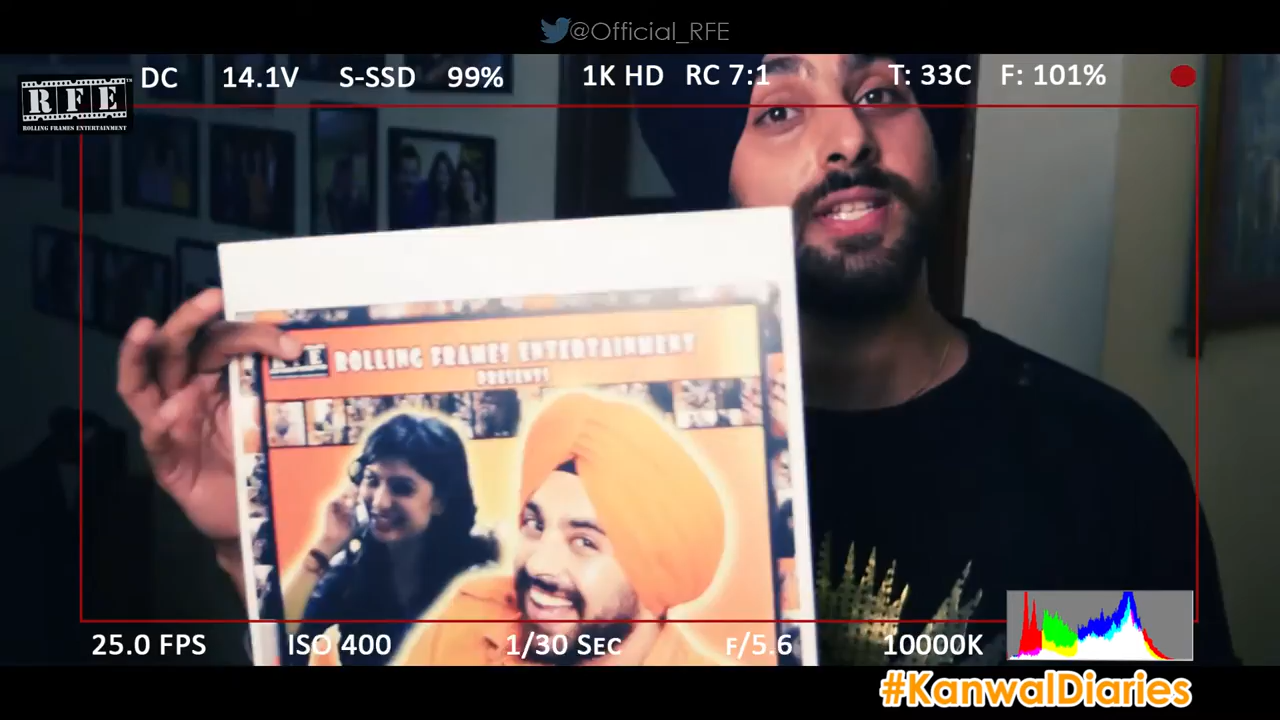 @Official_RFE
DC 14.1V S-SSD 99% 1K HD RC 7:1 T: 33C F: 101%
RFE
ROLLING FRAMES ENTERTAINMENT
RFE ROLLING FRAMES ENTERTAINMENT
PRESENTS
25.0 FPS ISO 400 1/30 SEC F/5.6 10000K
#KanwalDiaries